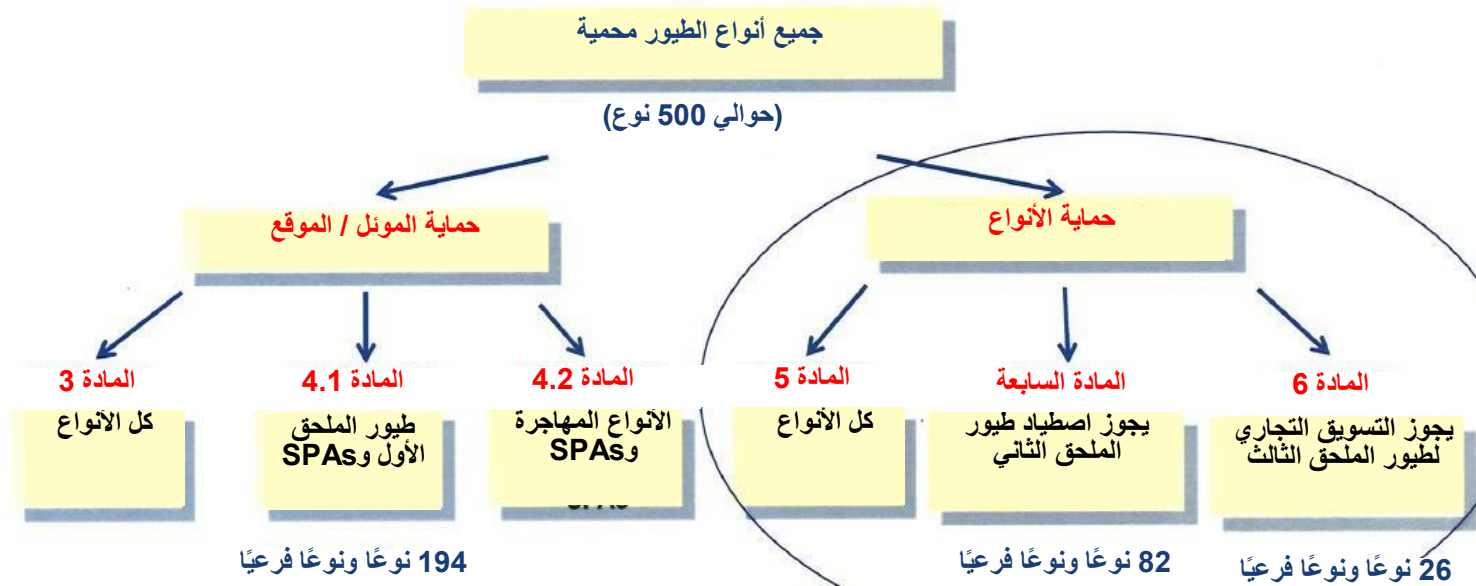 جميع أنواع الطيور محمية
(حوالي 500 نوع)
حماية الأنواع
حماية الموئل / الموقع
المادة 6
يجوز التسويق التجاري
لطيور الملحق الثالث
26 نوعًا ونوعًا فرعيًا
المادة السابعة
يجوز اصطياد طيور
الملحق الثاني
82 نوعًا ونوعًا فرعيًا
المادة 5
كل الأنواع
المادة 4.2
الأنواع المهاجرة
وSPAs
المادة 4.1
طيور الملحق
الأول وSPAs
194 نوعًا ونوعًا فرعيًا
المادة 3
كل الأنواع